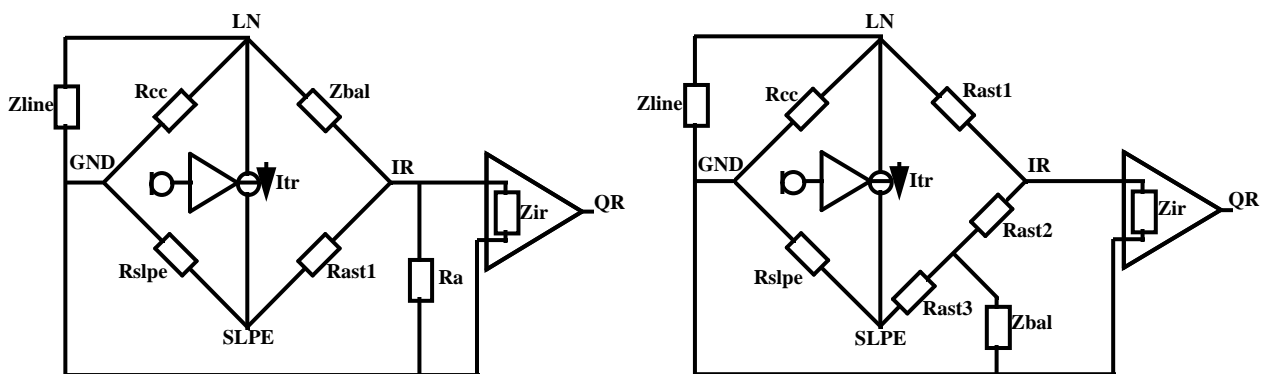 LN
Rcc
Zbal
Zline
GND
IR
Itr
Zir
QR
Rslpe
Rast1
Ra
SLPE
LN
Rcc
Rast1
Zline
GND
IR
Itr
Zir
QR
Rast2
Rslpe
Rast3
Zbal
SLPE